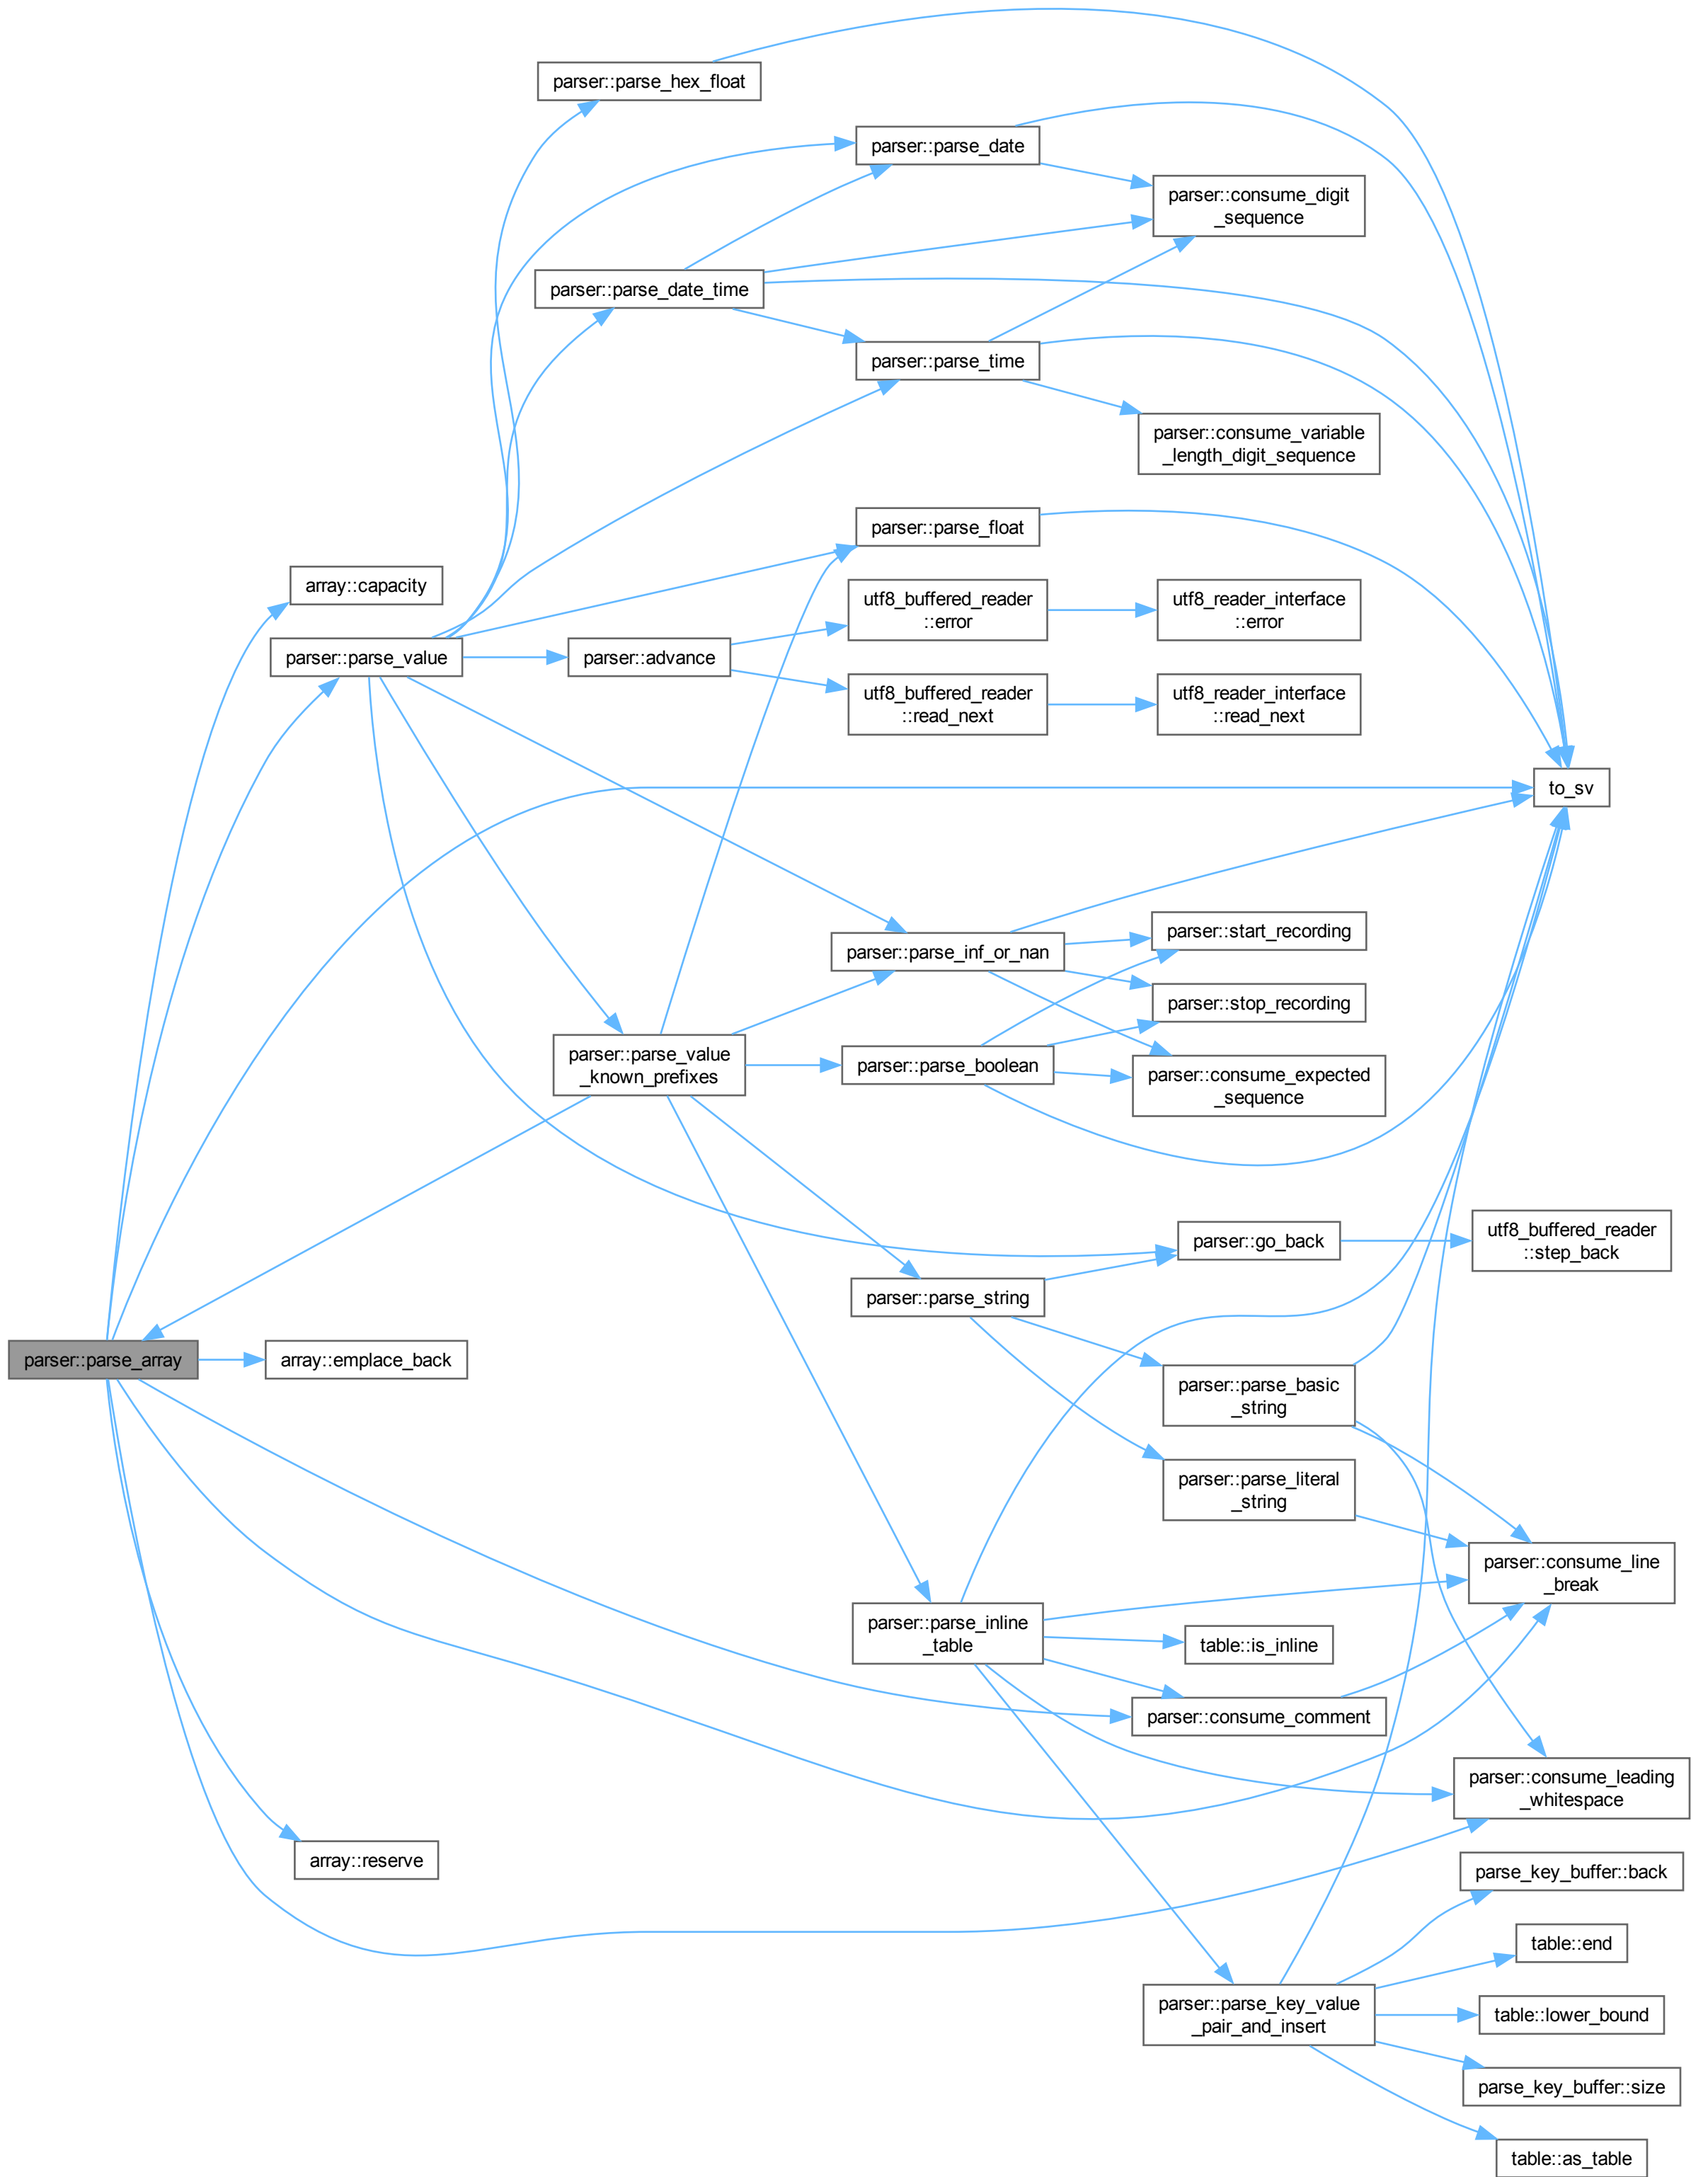 parser::parse_hex_float
parser::parse_date
parser::consume_digit
_sequence
parser::parse_date_time
parser::parse_time
parser::consume_variable
_length_digit_sequence
parser::parse_float
array::capacity
utf8_buffered_reader
::error
utf8_reader_interface
::error
parser::parse_value
parser::advance
utf8_buffered_reader
::read_next
utf8_reader_interface
::read_next
to_sv
parser::start_recording
parser::parse_inf_or_nan
parser::stop_recording
parser::parse_value
_known_prefixes
parser::parse_boolean
parser::consume_expected
_sequence
parser::go_back
utf8_buffered_reader
::step_back
parser::parse_string
parser::parse_array
array::emplace_back
parser::parse_basic
_string
parser::parse_literal
_string
parser::consume_line
_break
parser::parse_inline
_table
table::is_inline
parser::consume_comment
parser::consume_leading
_whitespace
array::reserve
parse_key_buffer::back
table::end
parser::parse_key_value
_pair_and_insert
table::lower_bound
parse_key_buffer::size
table::as_table